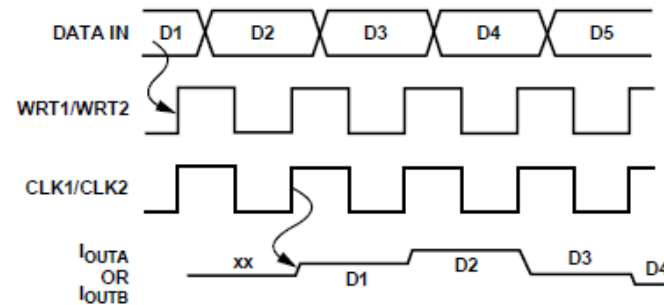 DATA IN D1 D2 D3 D4 D5
WRT1/WRT2
CLK1/CLK2
IOUTA
OR
IOUTB
xx D1 D2 D3 D4